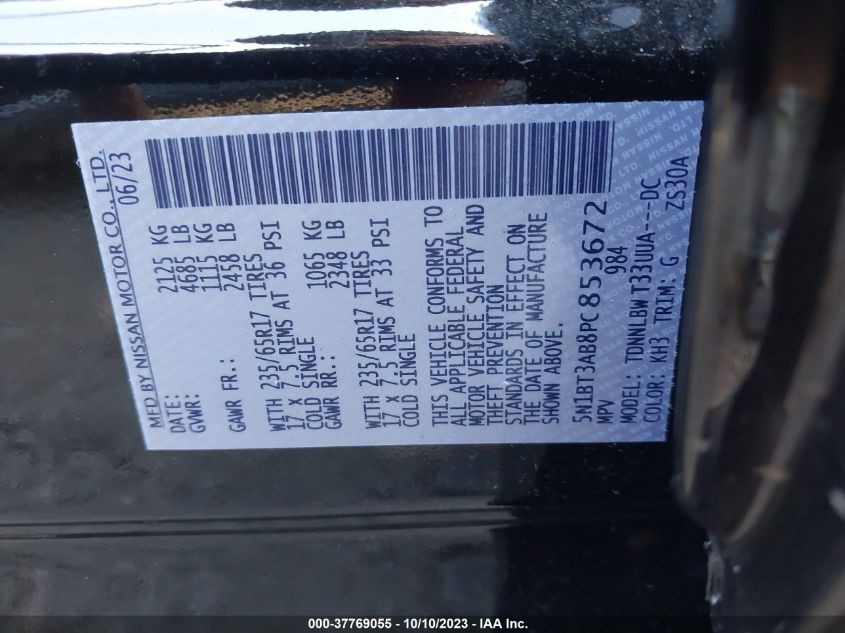 MFD BY NISSAN MOTOR CO., LTD.
DATE: 06/23
GVWR: 2125 KG
4685 LB
GAWR FR.: 1115 KG
2458 LB
WITH 235/65R17 TIRES
17 X 7.5 RIMS AT 36 PSI
COLD SINGLE
GAWR RR.: 1065 KG
2348 LB
WITH 235/65R17 TIRES
17 X 7.5 RIMS AT 33 PSI
COLD SINGLE
THIS VEHICLE CONFORMS TO
ALL APPLICABLE FEDERAL
MOTOR VEHICLE SAFETY AND
THEFT PREVENTION
STANDARDS IN EFFECT ON
THE DATE OF MANUFACTURE
SHOWN ABOVE.
5N1BT3AB8PC853672
MPV 984
MODEL: TDNNLBW T33UUA---DC
COLOR: KH3 TRIM: G ZS30A
000-37769055 - 10/10/2023 - IAA Inc.